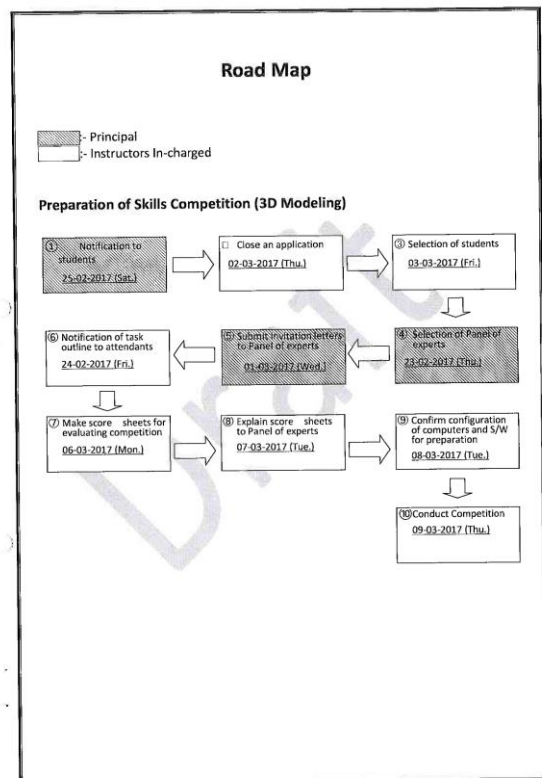 Road Map
:- Principal
:- Instructors In-charged
Preparation of Skills Competition (3D Modeling)
① Notification to
students
25-02-2017 (Sat.)
□ Close an application
02-03-2017 (Thu.)
③ Selection of students
03-03-2017 (Fri.)
④ Selection of Panel of
experts
23-02-2017 (Thu.)
⑤ Submit invitation letters
to Panel of experts
01-03-2017 (Wed.)
⑥ Notification of task
outline to attendants
24-02-2017 (Fri.)
⑦ Make score sheets for
evaluating competition
06-03-2017 (Mon.)
⑧ Explain score sheets
to Panel of experts
07-03-2017 (Tue.)
⑨ Confirm configuration
of computers and S/W
for preparation
08-03-2017 (Tue.)
⑩ Conduct Competition
09-03-2017 (Thu.)
Draft